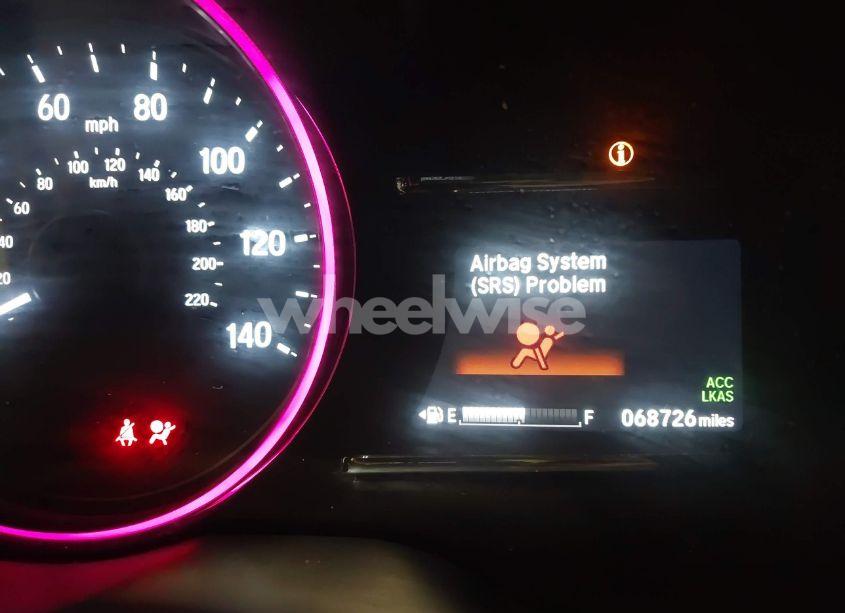 60
80
mph
100
120
140
80
100
120
140
km/h
160
60
180
40
200
20
220
Airbag System
(SRS) Problem
wheelwise
ACC
LKAS
E
F
068726 miles
i